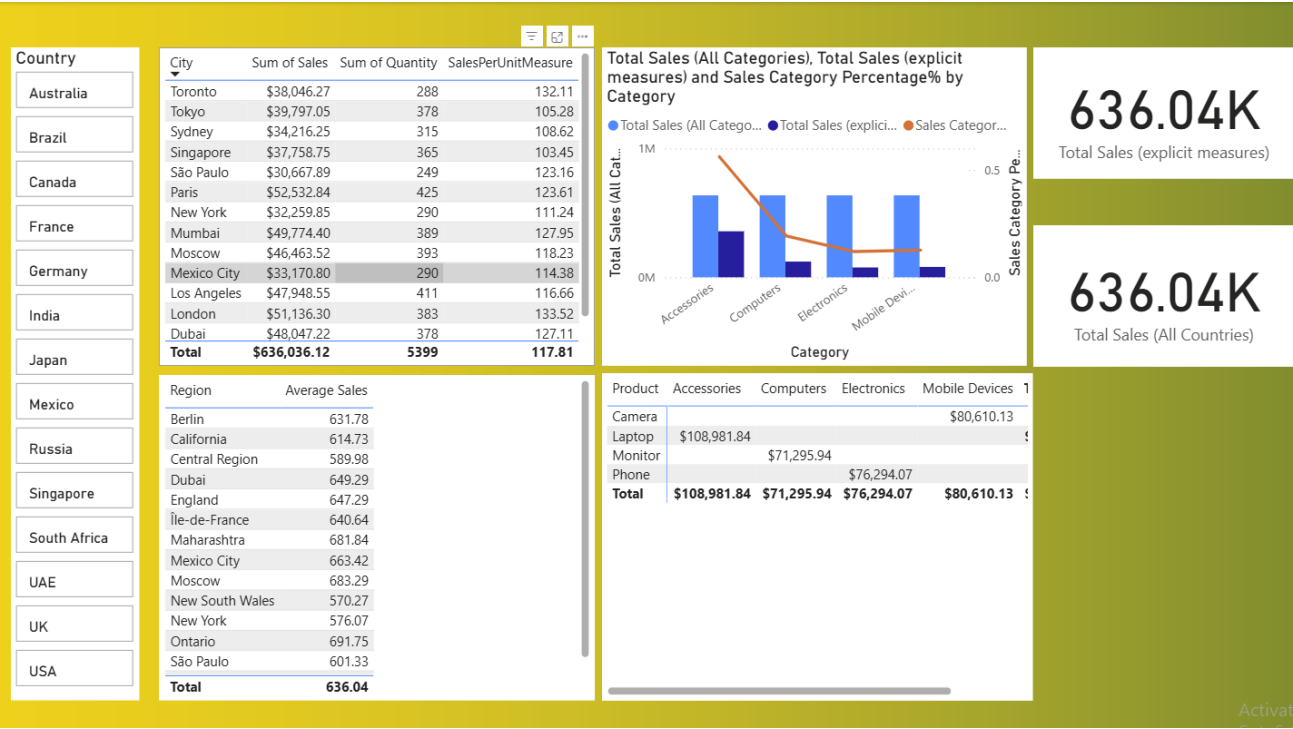 Country
Australia
Brazil
Canada
France
Germany
India
Japan
Mexico
Russia
Singapore
South Africa
UAE
UK
USA
City Sum of Sales Sum of Quantity SalesPerUnitMeasure
Toronto $38,046.27 288 132.11
Tokyo $39,797.05 378 105.28
Sydney $34,216.25 315 108.62
Singapore $37,758.75 365 103.45
São Paulo $30,667.89 249 123.16
Paris $52,532.84 425 123.61
New York $32,259.85 290 111.24
Mumbai $49,774.40 389 127.95
Moscow $46,463.52 393 118.23
Mexico City $33,170.80 290 114.38
Los Angeles $47,948.55 411 116.66
London $51,136.30 383 133.52
Dubai $48,047.22 378 127.11
Total $636,036.12 5399 117.81
Total Sales (All Categories), Total Sales (explicit
measures) and Sales Category Percentage% by
Category
Total Sales (All Catego... Total Sales (explici... Sales Categor...
Total Sales (All Cat...
1M
0M
0.5
0.0
Sales Category Pe...
Accessories
Computers
Electronics
Mobile Devi...
Category
636.04K
Total Sales (explicit measures)
636.04K
Total Sales (All Countries)
Region Average Sales
Berlin 631.78
California 614.73
Central Region 589.98
Dubai 649.29
England 647.29
Île-de-France 640.64
Maharashtra 681.84
Mexico City 663.42
Moscow 683.29
New South Wales 570.27
New York 576.07
Ontario 691.75
São Paulo 601.33
Total 636.04
Product Accessories Computers Electronics Mobile Devices
Camera $80,610.13
Laptop $108,981.84
Monitor $71,295.94
Phone $76,294.07
Total $108,981.84 $71,295.94 $76,294.07 $80,610.13
Activat